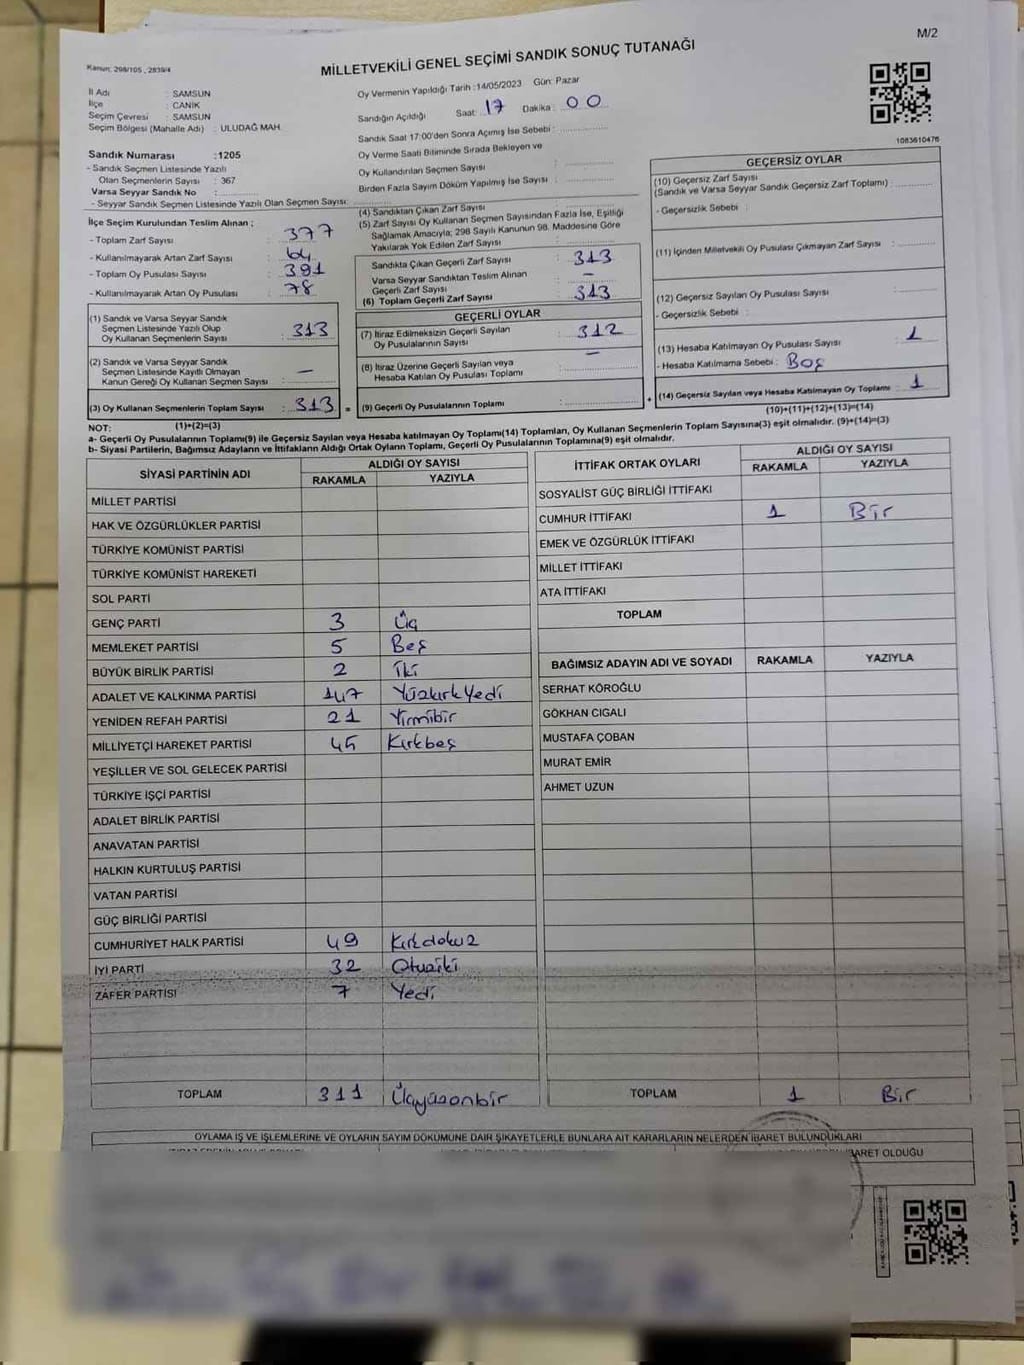 M/2
Kanun: 298/105, 2839/4
MİLLETVEKİLİ GENEL SEÇİMİ SANDIK SONUÇ TUTANAĞI
İl Adı : SAMSUN
İlçe : CANİK
Seçim Çevresi : SAMSUN
Seçim Bölgesi (Mahalle Adı) : ULUDAĞ MAH.
Sandık Numarası :1205
- Sandık Seçmen Listesinde Yazılı
Olan Seçmenlerin Sayısı : 367
Varsa Seyyar Sandık No :
- Seyyar Sandık Seçmen Listesinde Yazılı Olan Seçmen Sayısı:
Oy Vermenin Yapıldığı Tarih :14/05/2023 Gün: Pazar
Sandığın Açıldığı Saat: 17 Dakika: 00
Sandık Saat 17:00'den Sonra Açımış İse Sebebi :
Oy Verme Saati Bitiminde Sırada Bekleyen ve
Oy Kullandırılan Seçmen Sayısı :
Birden Fazla Sayım Döküm Yapılmış İse Sayısı :
1083610476
İlçe Seçim Kurulundan Teslim Alınan ;
- Toplam Zarf Sayısı : 377
- Kullanılmayarak Artan Zarf Sayısı : 64
- Toplam Oy Pusulası Sayısı : 391
- Kullanılmayarak Artan Oy Pusulası : 78
(1) Sandık ve Varsa Seyyar Sandık
Seçmen Listesinde Yazılı Olup
Oy Kullanan Seçmenlerin Sayısı : 313
(2) Sandık ve Varsa Seyyar Sandık
Seçmen Listesinde Kayıtlı Olmayan
Kanun Gereği Oy Kullanan Seçmen Sayısı : –
(3) Oy Kullanan Seçmenlerin Toplam Sayısı : 313 =
(1)+(2)=(3)
(4) Sandıktan Çıkan Zarf Sayısı :
(5) Zarf Sayısı Oy Kullanan Seçmen Sayısından Fazla İse, Eşitliği
Sağlamak Amacıyla; 298 Sayılı Kanunun 98. Maddesine Göre
Yakılarak Yok Edilen Zarf Sayısı :
Sandıkta Çıkan Geçerli Zarf Sayısı : 313
Varsa Seyyar Sandıktan Teslim Alınan
Geçerli Zarf Sayısı : –
(6) Toplam Geçerli Zarf Sayısı : 313
GEÇERLİ OYLAR
(7) İtiraz Edilmeksizin Geçerli Sayılan
Oy Pusulalarının Sayısı : 312
(8) İtiraz Üzerine Geçerli Sayılan veya
Hesaba Katılan Oy Pusulası Toplamı : –
(9) Geçerli Oy Pusulalarının Toplamı : +
GEÇERSİZ OYLAR
(10) Geçersiz Zarf Sayısı
(Sandık ve Varsa Seyyar Sandık Geçersiz Zarf Toplamı) :
- Geçersizlik Sebebi :
(11) İçinden Milletvekili Oy Pusulası Çıkmayan Zarf Sayısı :
(12) Geçersiz Sayılan Oy Pusulası Sayısı :
- Geçersizlik Sebebi :
(13) Hesaba Katılmayan Oy Pusulası Sayısı : 1
- Hesaba Katılmama Sebebi : Boş
(14) Geçersiz Sayılan veya Hesaba Katılmayan Oy Toplamı : 1
(10)+(11)+(12)+(13)=(14)
NOT:
a- Geçerli Oy Pusulaları Toplamı(9) ile Geçersiz Sayılan veya Hesaba katılmayan Oy Toplamı(14) Toplamları, Oy Kullanan Seçmenlerin Toplam Sayısına(3) eşit olmalıdır. (9)+(14)=(3)
b- Siyasi Partilerin, Bağımsız Adayların ve İttifakların Aldığı Ortak Oyların Toplamı, Geçerli Oy Pusulalarının Toplamına(9) eşit olmalıdır.
SİYASİ PARTİNİN ADI ALDIĞI OY SAYISI
RAKAMLA YAZIYLA
MİLLET PARTİSİ
HAK VE ÖZGÜRLÜKLER PARTİSİ
TÜRKİYE KOMÜNİST PARTİSİ
TÜRKİYE KOMÜNİST HAREKETİ
SOL PARTİ
GENÇ PARTİ 3 Üç
MEMLEKET PARTİSİ 5 Beş
BÜYÜK BİRLİK PARTİSİ 2 İki
ADALET VE KALKINMA PARTİSİ 147 YüzkırkYedi
YENİDEN REFAH PARTİSİ 21 Yirmibir
MİLLİYETÇİ HAREKET PARTİSİ 45 Kırkbeş
YEŞİLLER VE SOL GELECEK PARTİSİ
TÜRKİYE İŞÇİ PARTİSİ
ADALET BİRLİK PARTİSİ
ANAVATAN PARTİSİ
HALKIN KURTULUŞ PARTİSİ
VATAN PARTİSİ
GÜÇ BİRLİĞİ PARTİSİ
CUMHURİYET HALK PARTİSİ 49 Kırkdokuz
İYİ PARTİ 32 Otuziki
ZAFER PARTİSİ 7 Yedi
TOPLAM 311 Üçyüzonbir
İTTİFAK ORTAK OYLARI ALDIĞI OY SAYISI
RAKAMLA YAZIYLA
SOSYALİST GÜÇ BİRLİĞİ İTTİFAKI
CUMHUR İTTİFAKI 1 Bir
EMEK VE ÖZGÜRLÜK İTTİFAKI
MİLLET İTTİFAKI
ATA İTTİFAKI
TOPLAM
BAĞIMSIZ ADAYIN ADI VE SOYADI RAKAMLA YAZIYLA
SERHAT KÖROĞLU
GÖKHAN CIGALI
MUSTAFA ÇOBAN
MURAT EMİR
AHMET UZUN
TOPLAM 1 Bir
OYLAMA İŞ VE İŞLEMLERİNE VE OYLARIN SAYIM DÖKÜMÜNE DAİR ŞİKAYETLERLE BUNLARA AİT KARARLARIN NELERDEN İBARET BULUNDUKLARI
BARET OLDUĞU